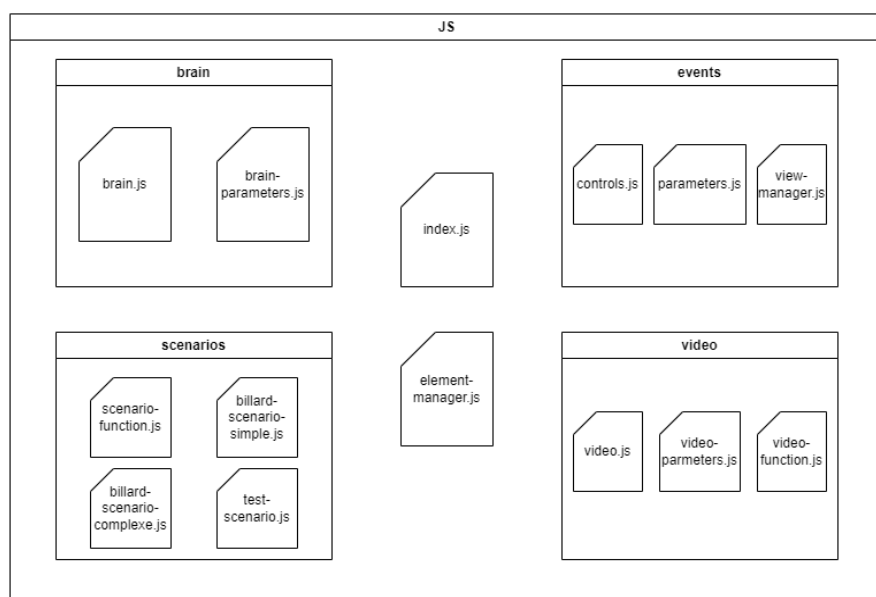 JS
brain
brain.js
brain-
parameters.js
index.js
events
controls.js
parameters.js
view-
manager.js
scenarios
scenario-
function.js
billard-
scenario-
simple.js
billard-
scenario-
complexe.js
test-
scenario.js
element-
manager.js
video
video.js
video-
parmeters.js
video-
function.js